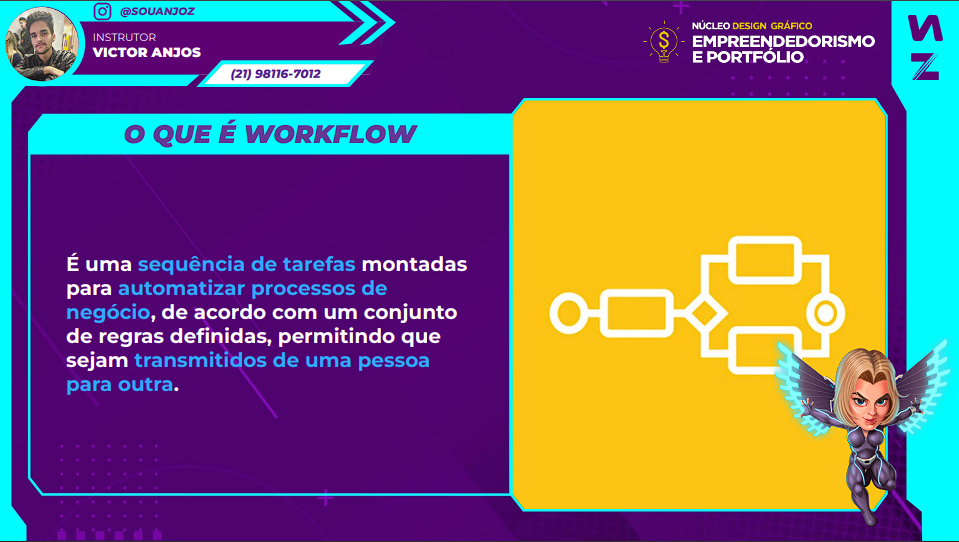 @SOUANJOZ
INSTRUTOR
VICTOR ANJOS
(21) 98116-7012
NÚCLEO DESIGN GRÁFICO
EMPREENDEDORISMO
E PORTFÓLIO
O QUE É WORKFLOW
É uma sequência de tarefas montadas
para automatizar processos de
negócio, de acordo com um conjunto
de regras definidas, permitindo que
sejam transmitidos de uma pessoa
para outra.